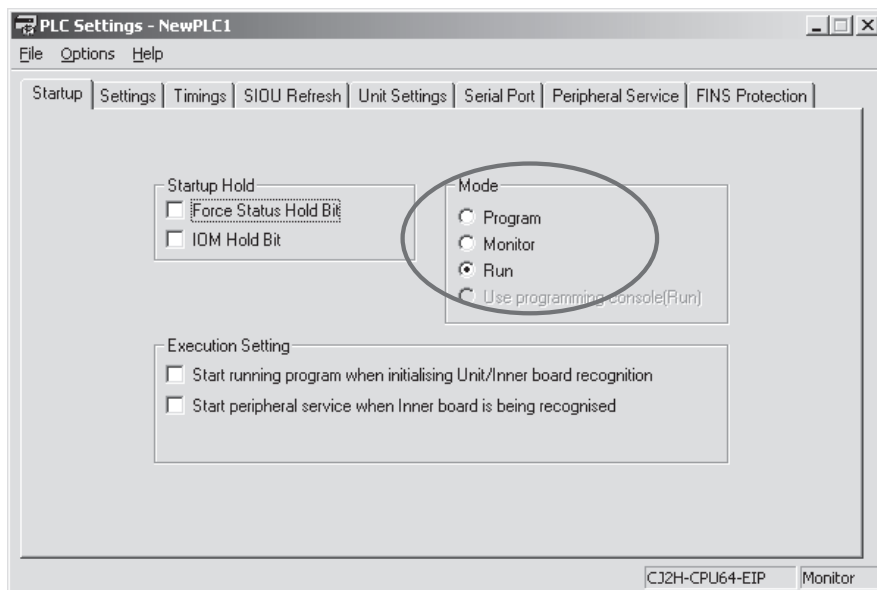 PLC Settings - NewPLC1
File Options Help
Startup Settings Timings SIOU Refresh Unit Settings Serial Port Peripheral Service FINS Protection
Startup Hold
Force Status Hold Bit
IOM Hold Bit
Mode
Program
Monitor
Run
Use programming console(Run)
Execution Setting
Start running program when initialising Unit/Inner board recognition
Start peripheral service when Inner board is being recognised
CJ2H-CPU64-EIP Monitor